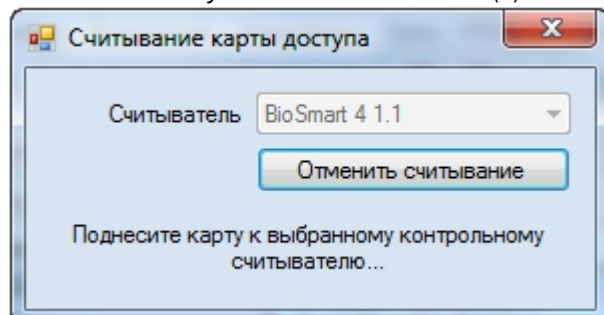 Считывание карты доступа
Считыватель BioSmart 4 1.1
Отменить считывание
Поднесите карту к выбранному контрольному
считывателю...